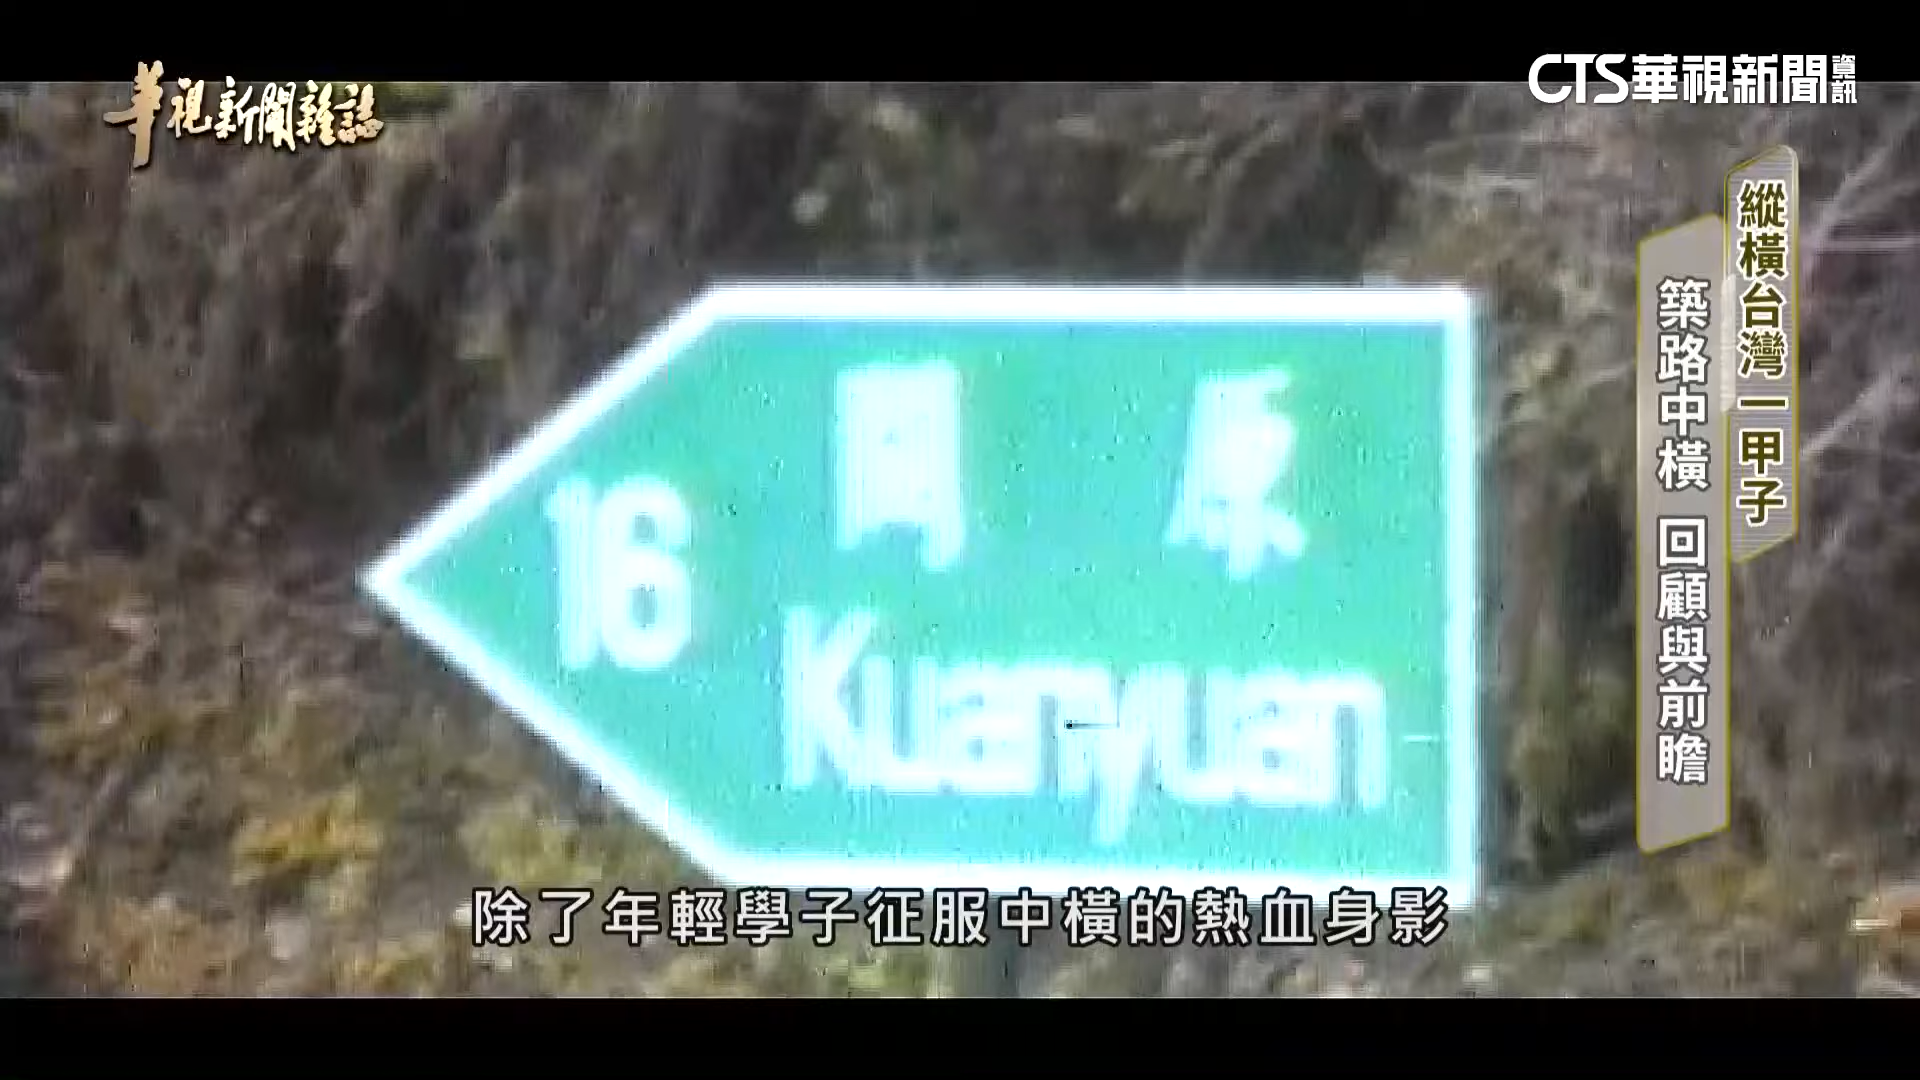 華視新聞雜誌
CTS華視新聞資訊
縱橫台灣一甲子
築路中橫 回顧與前瞻
原
16
Kuanyuan
除了年輕學子征服中橫的熱血身影